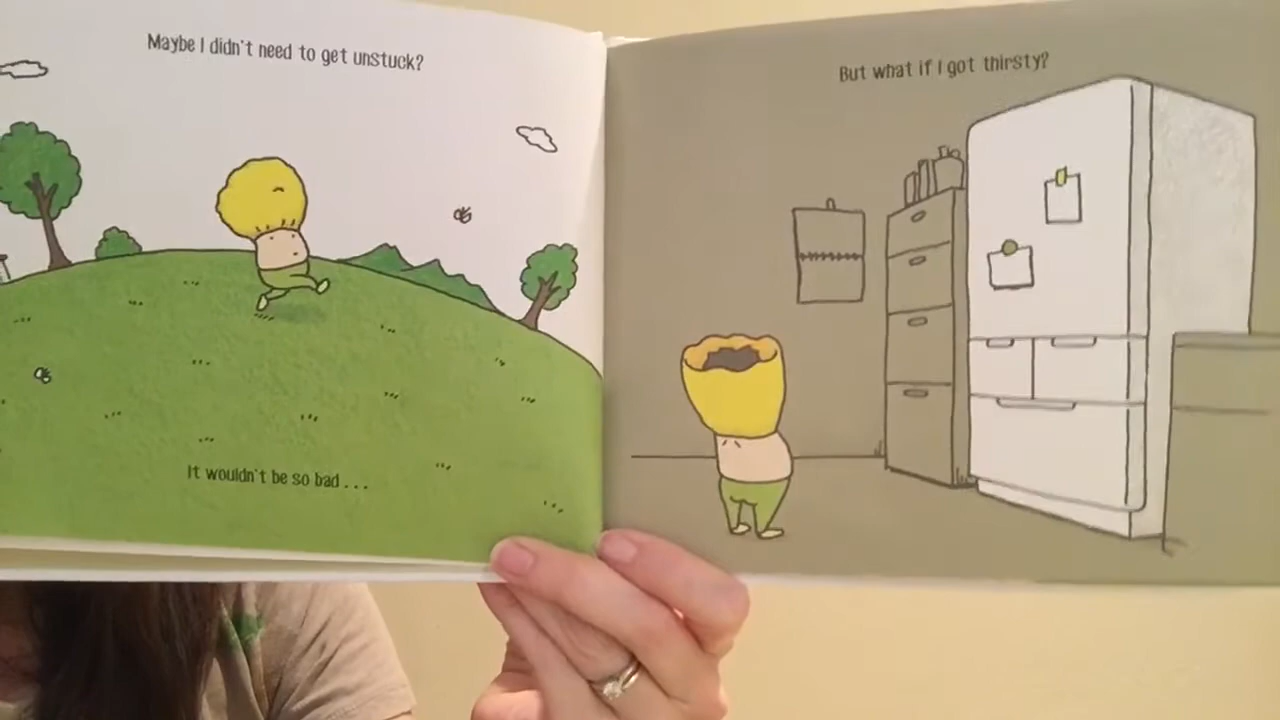 Maybe I didn't need to get unstuck?
It wouldn't be so bad . . .
But what if I got thirsty?